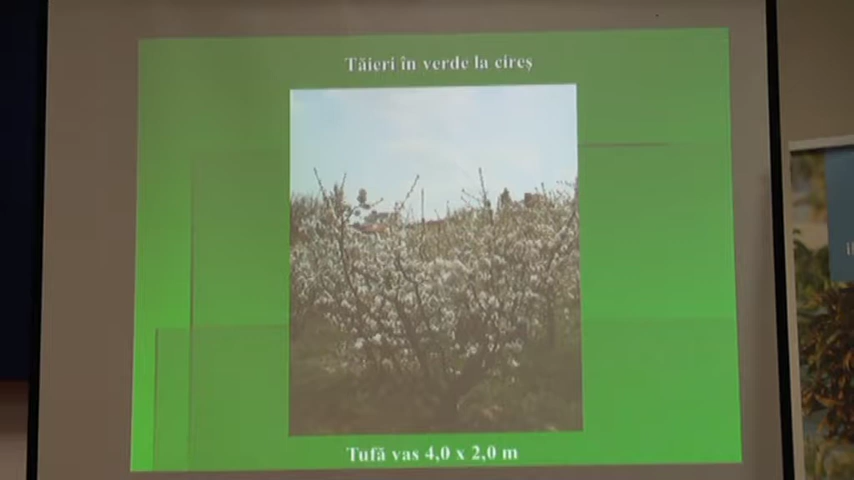 Tăieri în verde la cireș
Tufă vas 4,0 x 2,0 m